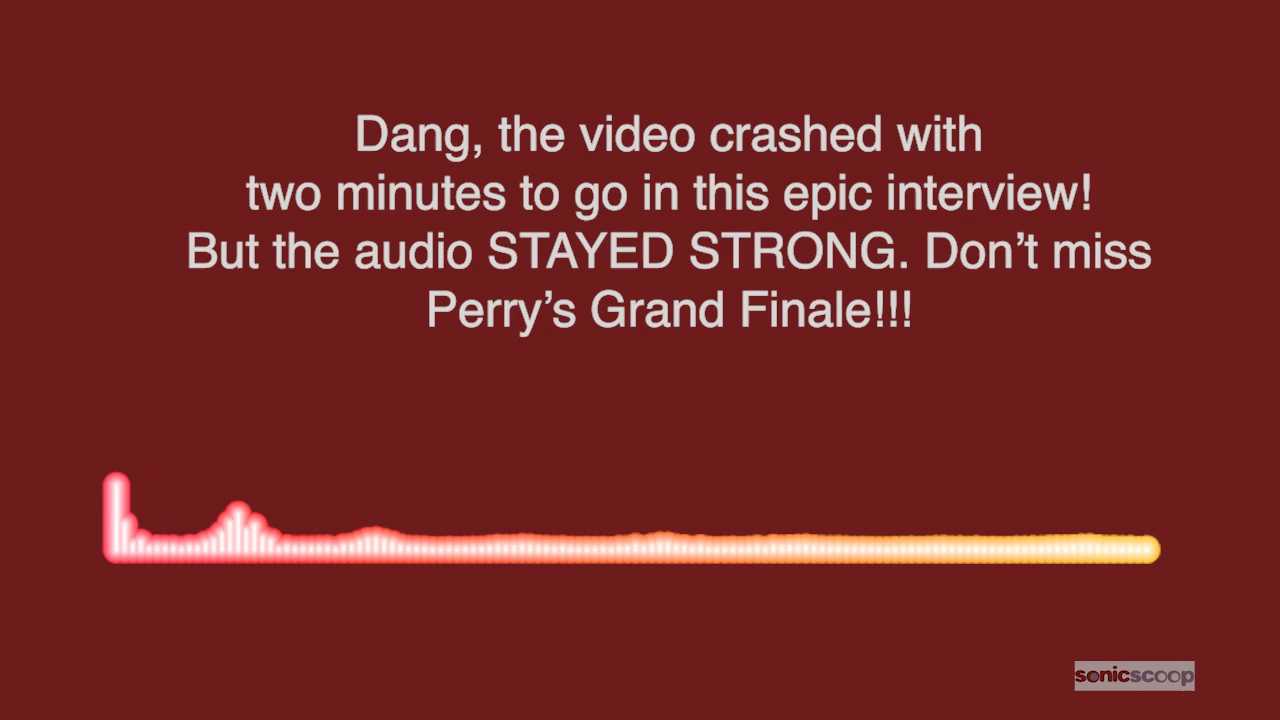 Dang, the video crashed with
two minutes to go in this epic interview!
But the audio STAYED STRONG. Don’t miss
Perry’s Grand Finale!!!
sonicscoop